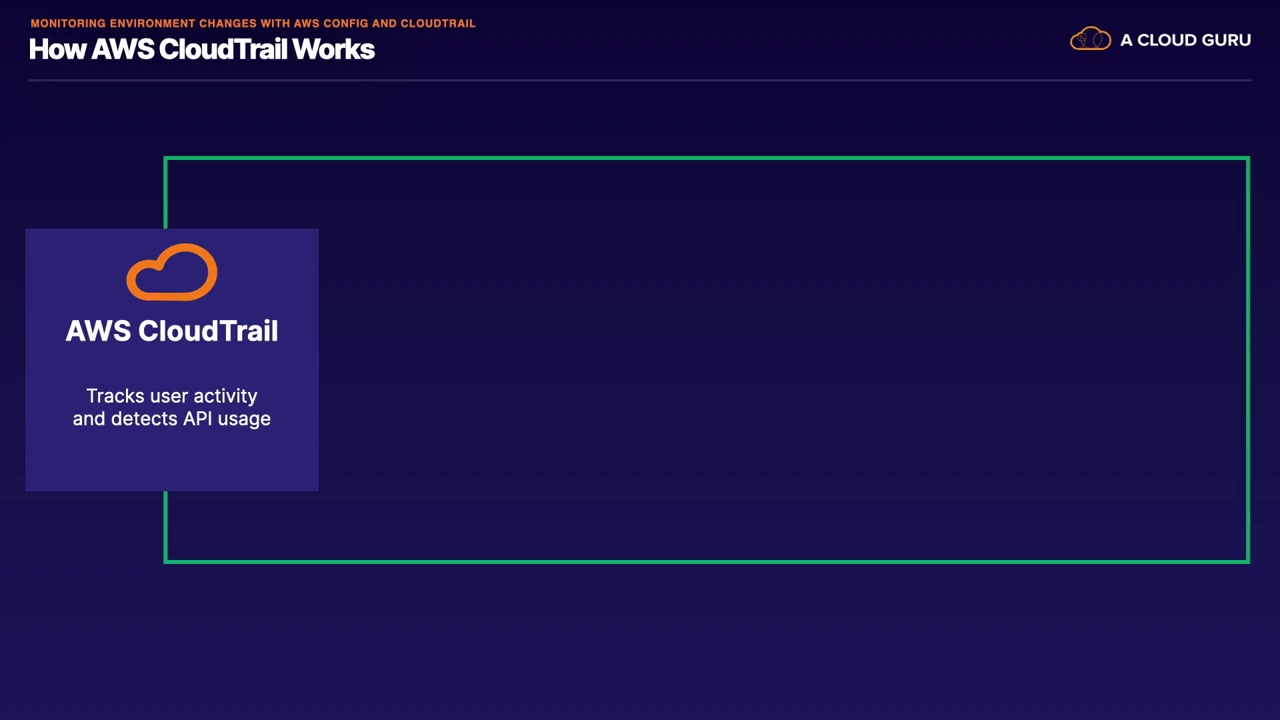 MONITORING ENVIRONMENT CHANGES WITH AWS CONFIG AND CLOUDTRAIL
How AWS CloudTrail Works
A CLOUD GURU
AWS CloudTrail
Tracks user activity
and detects API usage